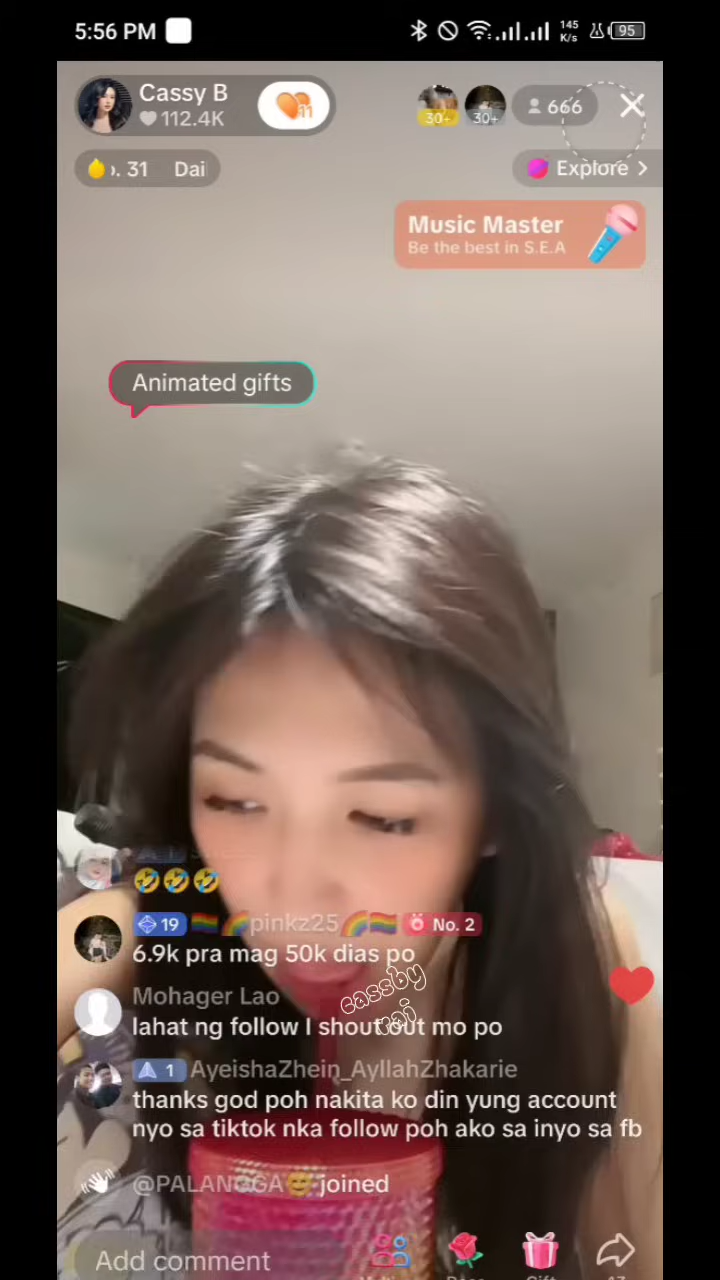 5:56 PM
145
K/s
95
Cassy B
112.4K
11
30+
30+
666
31
Dai
Explore
Music Master
Be the best in S.E.A
Animated gifts
🤣🤣🤣
19 🏳️‍🌈🌈pinkz25🌈🏳️‍🌈 No. 2
6.9k pra mag 50k dias po
cassby
Mohager Lao
lahat ng follow I shout out mo po
1 AyeishaZhein_AyllahZhakarie
thanks god poh nakita ko din yung account
nyo sa tiktok nka follow poh ako sa inyo sa fb
@PALANGGA😊 joined
Add comment